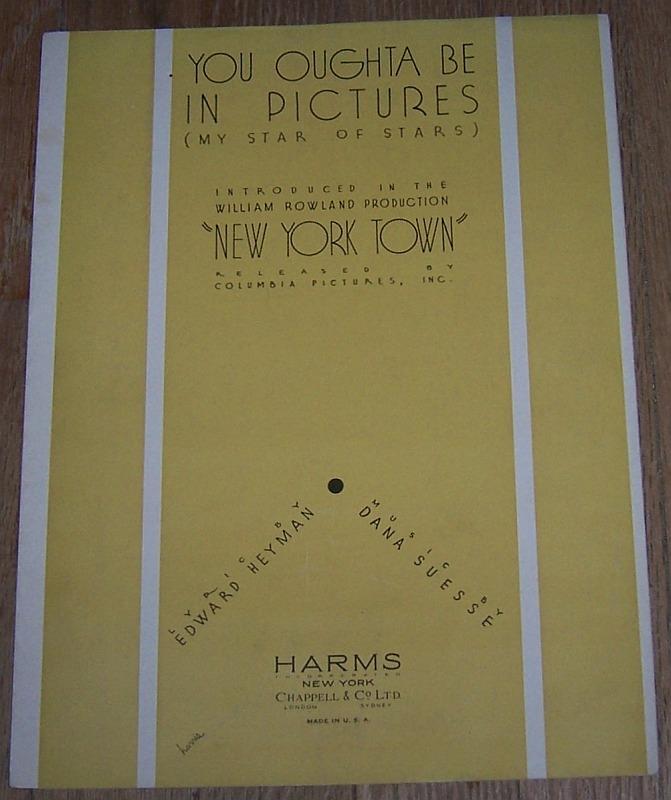 YOU OUGHTA BE
IN PICTURES
(MY STAR OF STARS)
INTRODUCED IN THE
WILLIAM ROWLAND PRODUCTION
"NEW YORK TOWN"
RELEASED BY
COLUMBIA PICTURES, INC.
LYRIC BY
EDWARD HEYMAN
MUSIC BY
DANA SUESSE
HARMS
INCORPORATED
NEW YORK
CHAPPELL & CO LTD.
LONDON SYDNEY
MADE IN U.S.A.